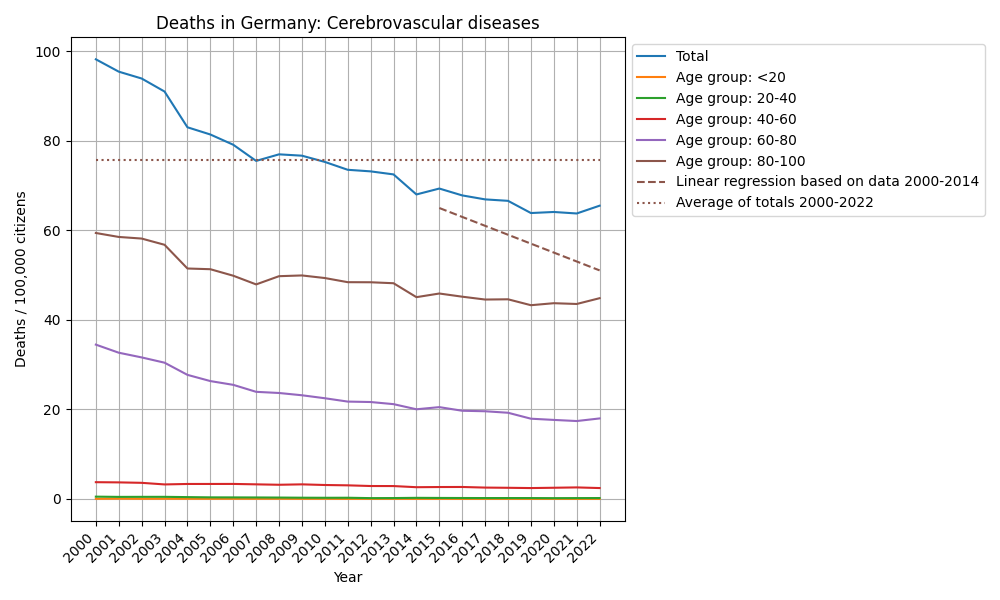 Deaths in Germany: Cerebrovascular diseases
100
80
60
40
20
0
Deaths / 100,000 citizens
2000
2001
2002
2003
2004
2005
2006
2007
2008
2009
2010
2011
2012
2013
2014
2015
2016
2017
2018
2019
2020
2021
2022
Year
Total
Age group: <20
Age group: 20-40
Age group: 40-60
Age group: 60-80
Age group: 80-100
Linear regression based on data 2000-2014
Average of totals 2000-2022